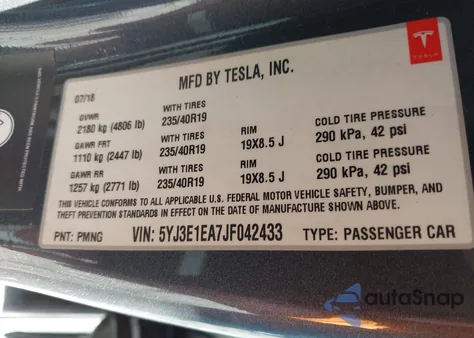 MFD BY TESLA, INC.
TESLA
07/18
GVWR
2180 kg (4806 lb)
WITH TIRES
235/40R19
GAWR FRT
1110 kg (2447 lb)
WITH TIRES
235/40R19
RIM
19X8.5 J
COLD TIRE PRESSURE
290 kPa, 42 psi
GAWR RR
1257 kg (2771 lb)
WITH TIRES
235/40R19
RIM
19X8.5 J
COLD TIRE PRESSURE
290 kPa, 42 psi
THIS VEHICLE CONFORMS TO ALL APPLICABLE U.S. FEDERAL MOTOR VEHICLE SAFETY, BUMPER, AND
THEFT PREVENTION STANDARDS IN EFFECT ON THE DATE OF MANUFACTURE SHOWN ABOVE.
PNT: PMNG
VIN: 5YJ3E1EA7JF042433
TYPE: PASSENGER CAR
autoSnap